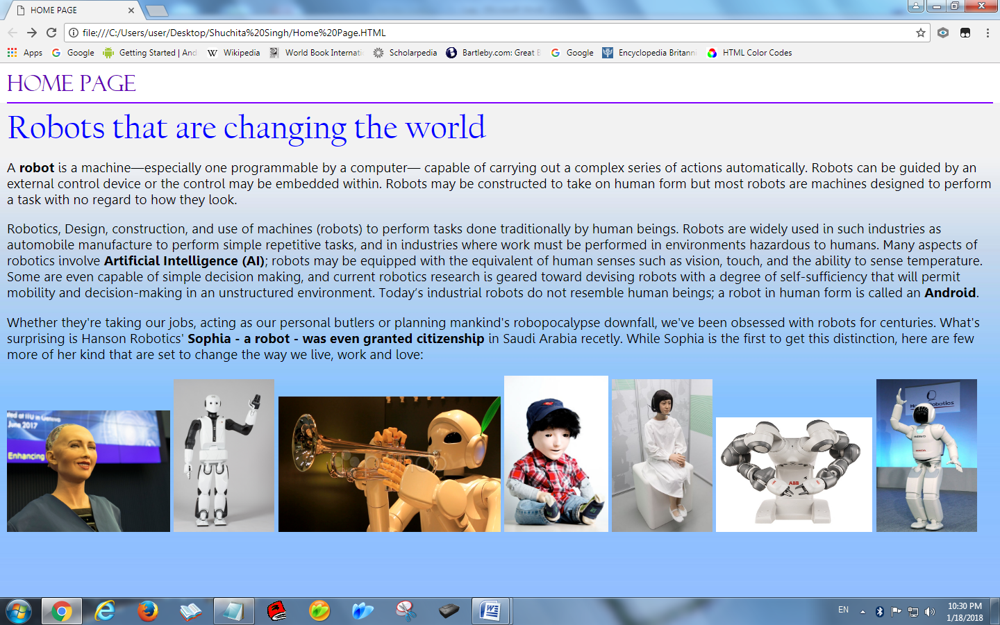 HOME PAGE
file:///C:/Users/user/Desktop/Shuchita%20Singh/Home%20Page.HTML
Apps Google Getting Started | And Wikipedia World Book Internati Scholarpedia Bartleby.com: Great B Google Encyclopedia Britanni HTML Color Codes
HOME PAGE
Robots that are changing the world
A robot is a machine—especially one programmable by a computer— capable of carrying out a complex series of actions automatically. Robots can be guided by an
external control device or the control may be embedded within. Robots may be constructed to take on human form but most robots are machines designed to perform
a task with no regard to how they look.
Robotics, Design, construction, and use of machines (robots) to perform tasks done traditionally by human beings. Robots are widely used in such industries as
automobile manufacture to perform simple repetitive tasks, and in industries where work must be performed in environments hazardous to humans. Many aspects of
robotics involve Artificial Intelligence (AI); robots may be equipped with the equivalent of human senses such as vision, touch, and the ability to sense temperature.
Some are even capable of simple decision making, and current robotics research is geared toward devising robots with a degree of self-sufficiency that will permit
mobility and decision-making in an unstructured environment. Today’s industrial robots do not resemble human beings; a robot in human form is called an Android.
Whether they're taking our jobs, acting as our personal butlers or planning mankind's robopocalypse downfall, we've been obsessed with robots for centuries. What's
surprising is Hanson Robotics' Sophia - a robot - was even granted citizenship in Saudi Arabia recetly. While Sophia is the first to get this distinction, here are few
more of her kind that are set to change the way we live, work and love:
June 2017
Enhancing
ABB
EN
10:30 PM
1/18/2018